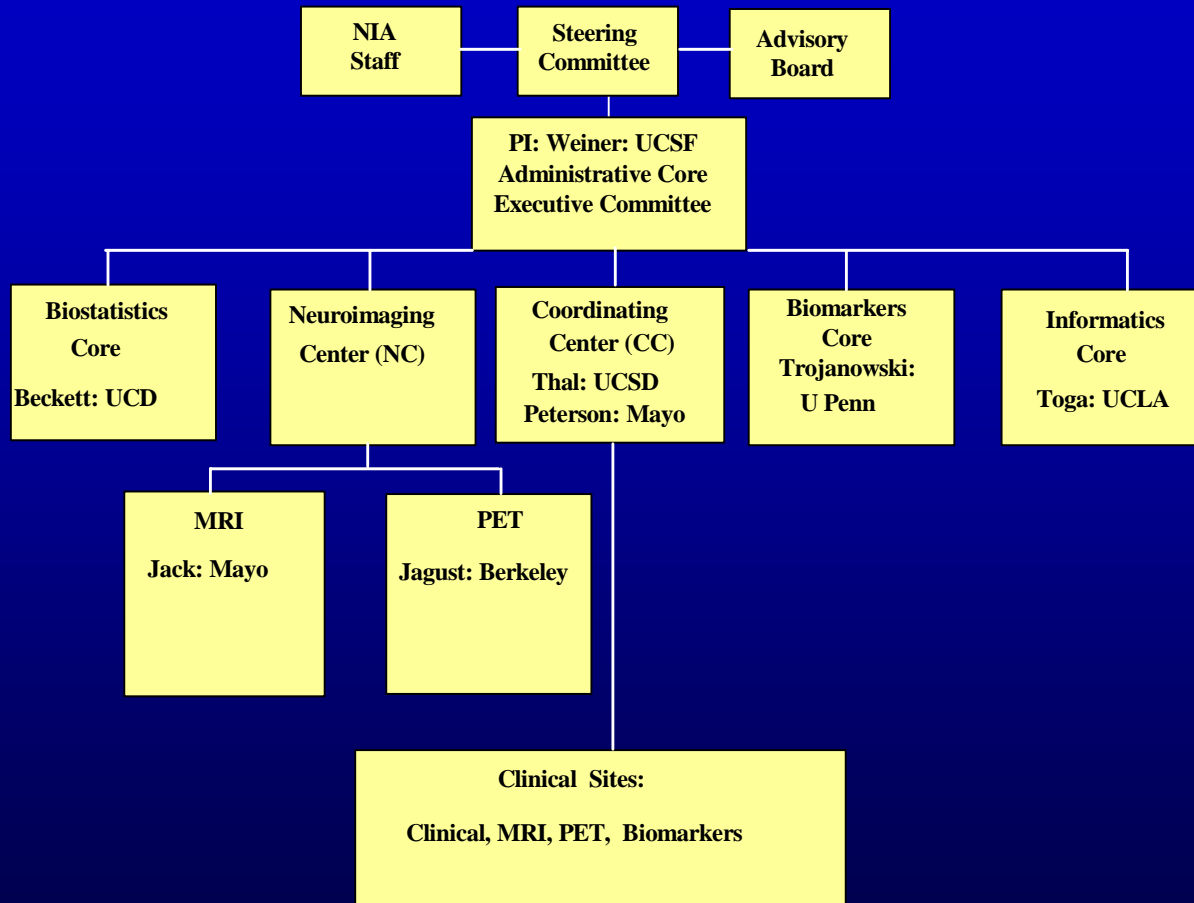 NIA
Staff
Steering
Committee
Advisory
Board
PI: Weiner: UCSF
Administrative Core
Executive Committee
Biostatistics
Core
Beckett: UCD
Neuroimaging
Center (NC)
Coordinating
Center (CC)
Thal: UCSD
Peterson: Mayo
Biomarkers
Core
Trojanowski:
U Penn
Informatics
Core
Toga: UCLA
MRI
Jack: Mayo
PET
Jagust: Berkeley
Clinical Sites:
Clinical, MRI, PET, Biomarkers